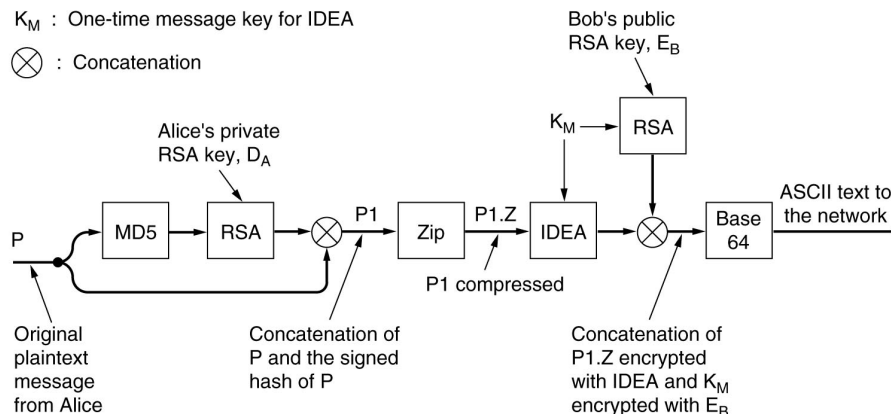 K_M : One-time message key for IDEA
⊗ : Concatenation
Bob's public
RSA key, E_B
Alice's private
RSA key, D_A
K_M
RSA
P
MD5
RSA
P1
Zip
P1.Z
IDEA
Base
64
ASCII text to
the network
P1 compressed
Original
plaintext
message
from Alice
Concatenation of
P and the signed
hash of P
Concatenation of
P1.Z encrypted
with IDEA and K_M
encrypted with E_B